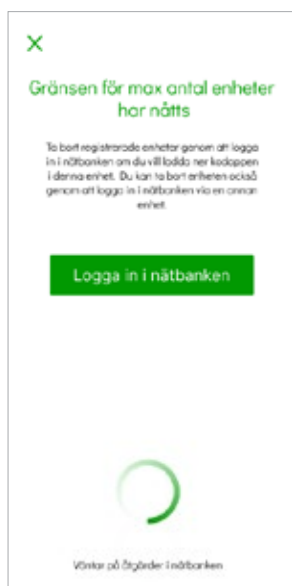 Gränsen för max antal enheter
har nåtts
Ta bort registrerade enheter genom att logga
in i nätbanken om du vill ladda ner kodappen
i denna enhet. Du kan ta bort enheten också
genom att logga in i nätbanken via en annan
enhet.
Logga in i nätbanken
Väntar på åtgärder i nätbanken